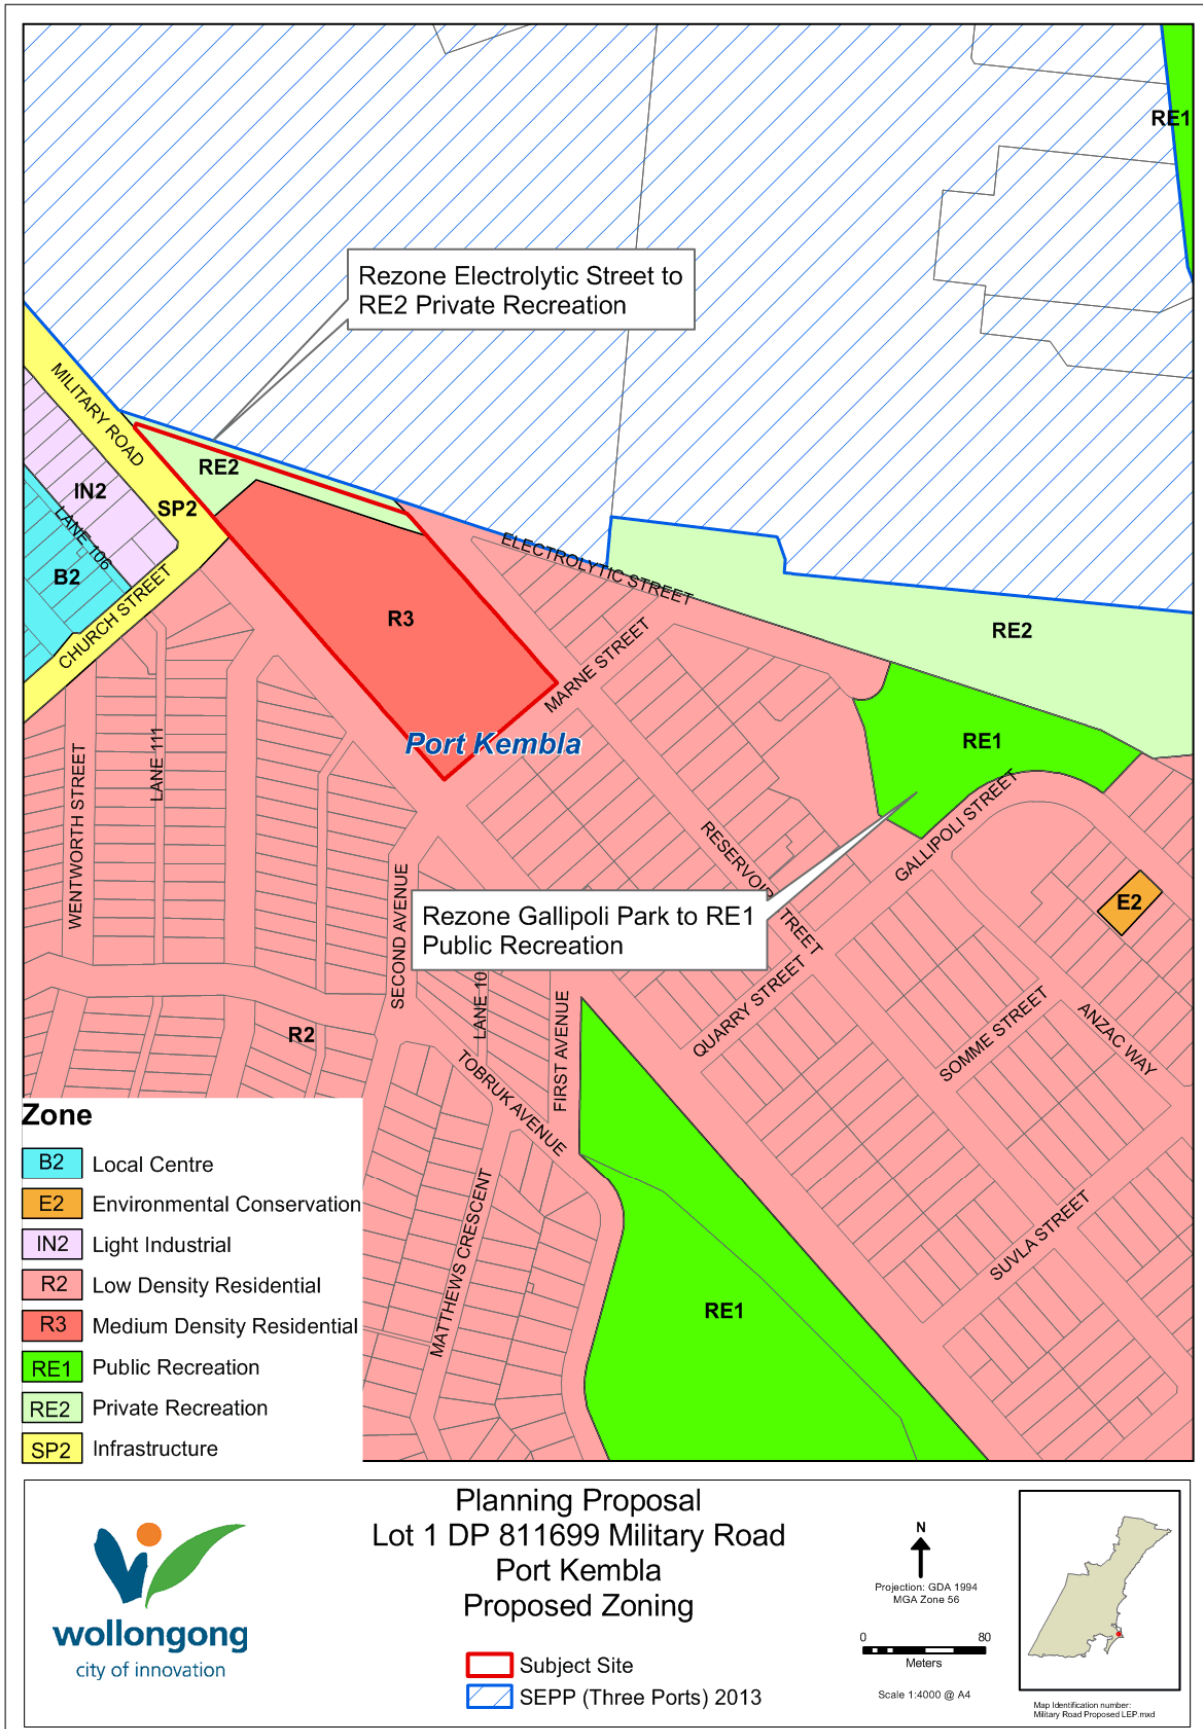 RE1
Rezone Electrolytic Street to
RE2 Private Recreation
MILITARY ROAD
RE2
IN2
SP2
LANE 106
B2
CHURCH STREET
ELECTROLYTIC STREET
R3
RE2
MARNE STREET
Port Kembla
RE1
WENTWORTH STREET
LANE 111
GALLIPOLI STREET
RESERVOIR STREET
SECOND AVENUE
E2
Rezone Gallipoli Park to RE1
Public Recreation
LANE 10
FIRST AVENUE
QUARRY STREET
SOMME STREET
ANZAC WAY
R2
TOBRUK AVENUE
MATTHEWS CRESCENT
SUVLA STREET
RE1
Zone
B2 Local Centre
E2 Environmental Conservation
IN2 Light Industrial
R2 Low Density Residential
R3 Medium Density Residential
RE1 Public Recreation
RE2 Private Recreation
SP2 Infrastructure
wollongong
city of innovation
Planning Proposal
Lot 1 DP 811699 Military Road
Port Kembla
Proposed Zoning
Subject Site
SEPP (Three Ports) 2013
N
Projection: GDA 1994
MGA Zone 56
0 80
Meters
Scale 1:4000 @ A4
Map Identification number:
Military Road Proposed LEP.mxd